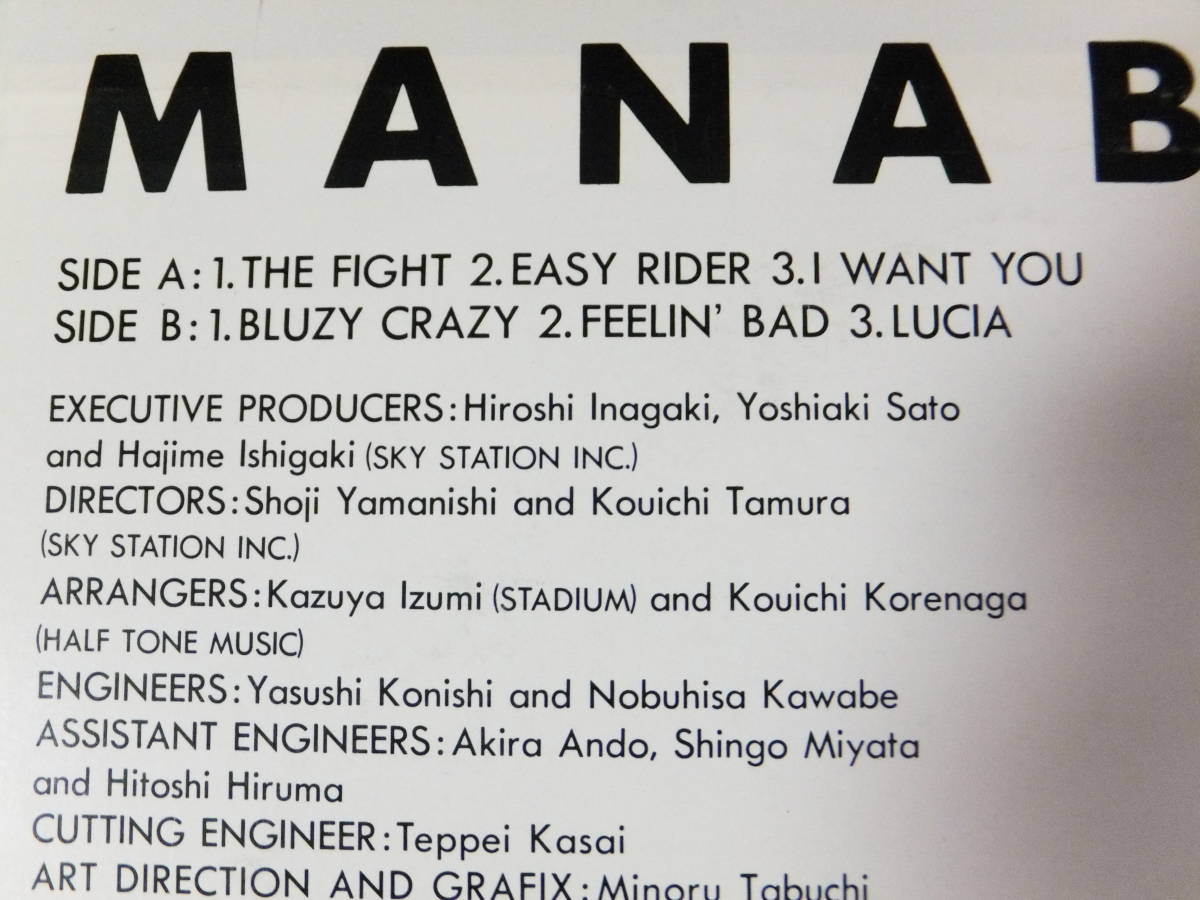 MANAB
SIDE A:1.THE FIGHT 2.EASY RIDER 3.I WANT YOU
SIDE B:1.BLUZY CRAZY 2.FEELIN' BAD 3.LUCIA
EXECUTIVE PRODUCERS:Hiroshi Inagaki, Yoshiaki Sato
and Hajime Ishigaki (SKY STATION INC.)
DIRECTORS:Shoji Yamanishi and Kouichi Tamura
(SKY STATION INC.)
ARRANGERS:Kazuya Izumi (STADIUM) and Kouichi Korenaga
(HALF TONE MUSIC)
ENGINEERS:Yasushi Konishi and Nobuhisa Kawabe
ASSISTANT ENGINEERS:Akira Ando, Shingo Miyata
and Hitoshi Hiruma
CUTTING ENGINEER:Teppei Kasai
ART DIRECTION AND GRAFIX:Minoru Tabuchi